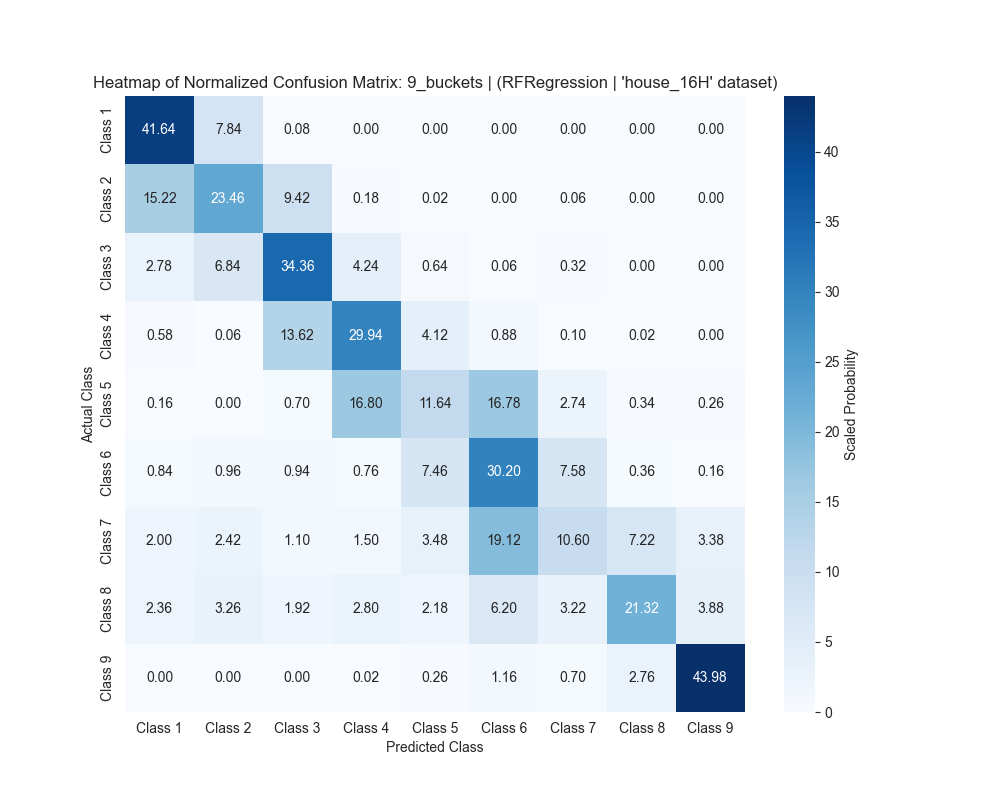 Heatmap of Normalized Confusion Matrix: 9_buckets | (RFRegression | 'house_16H' dataset)
Actual Class
Class 1 41.64 7.84 0.08 0.00 0.00 0.00 0.00 0.00 0.00
Class 2 15.22 23.46 9.42 0.18 0.02 0.00 0.06 0.00 0.00
Class 3 2.78 6.84 34.36 4.24 0.64 0.06 0.32 0.00 0.00
Class 4 0.58 0.06 13.62 29.94 4.12 0.88 0.10 0.02 0.00
Class 5 0.16 0.00 0.70 16.80 11.64 16.78 2.74 0.34 0.26
Class 6 0.84 0.96 0.94 0.76 7.46 30.20 7.58 0.36 0.16
Class 7 2.00 2.42 1.10 1.50 3.48 19.12 10.60 7.22 3.38
Class 8 2.36 3.26 1.92 2.80 2.18 6.20 3.22 21.32 3.88
Class 9 0.00 0.00 0.00 0.02 0.26 1.16 0.70 2.76 43.98
Class 1 Class 2 Class 3 Class 4 Class 5 Class 6 Class 7 Class 8 Class 9
Predicted Class
40
35
30
25
20
15
10
5
0
Scaled Probability